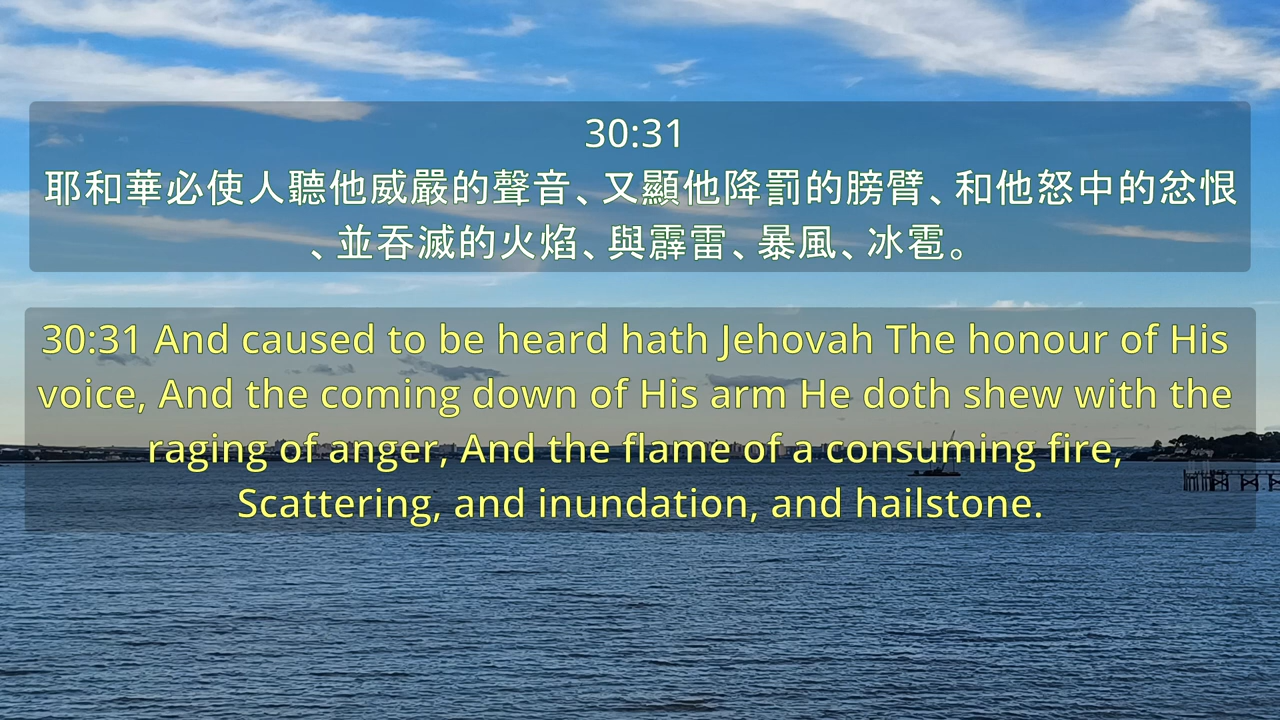 30:31
耶和華必使人聽他威嚴的聲音、又顯他降罰的膀臂、和他怒中的忿恨
、並吞滅的火焰、與霹雷、暴風、冰雹。
30:31 And caused to be heard hath Jehovah The honour of His
voice, And the coming down of His arm He doth shew with the
raging of anger, And the flame of a consuming fire,
Scattering, and inundation, and hailstone.